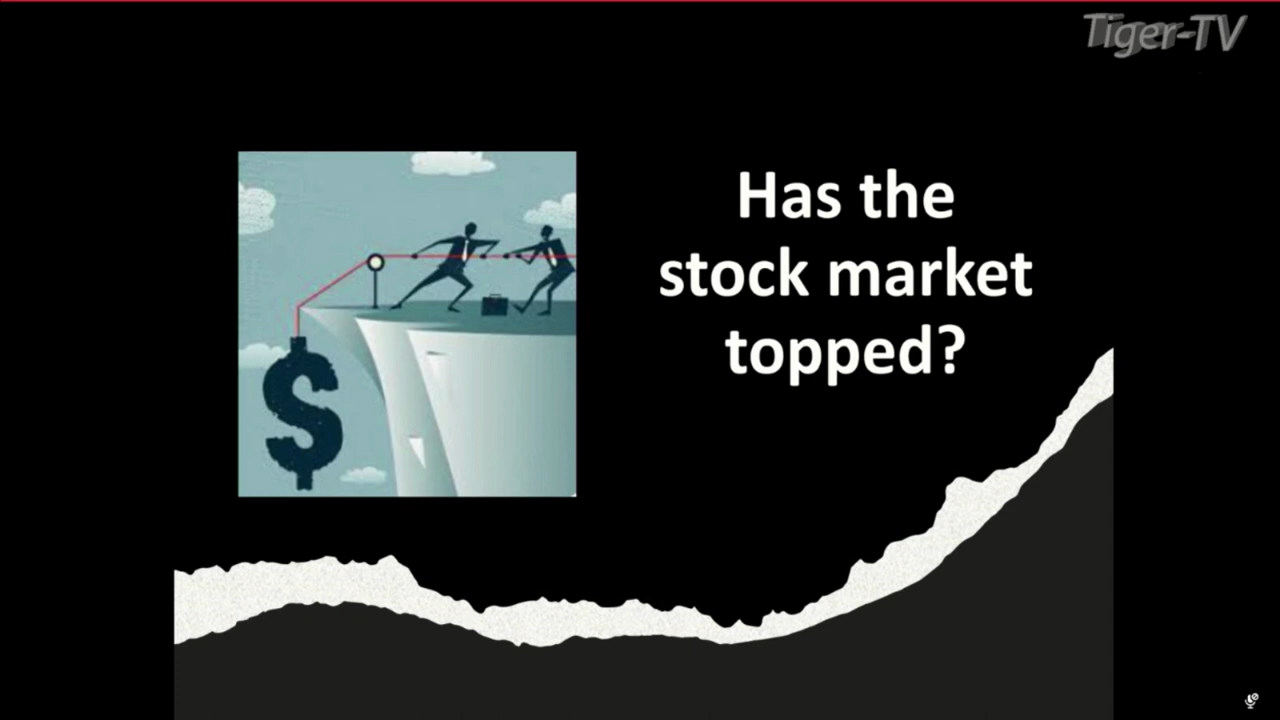 Tiger-TV
Has the
stock market
topped?
$